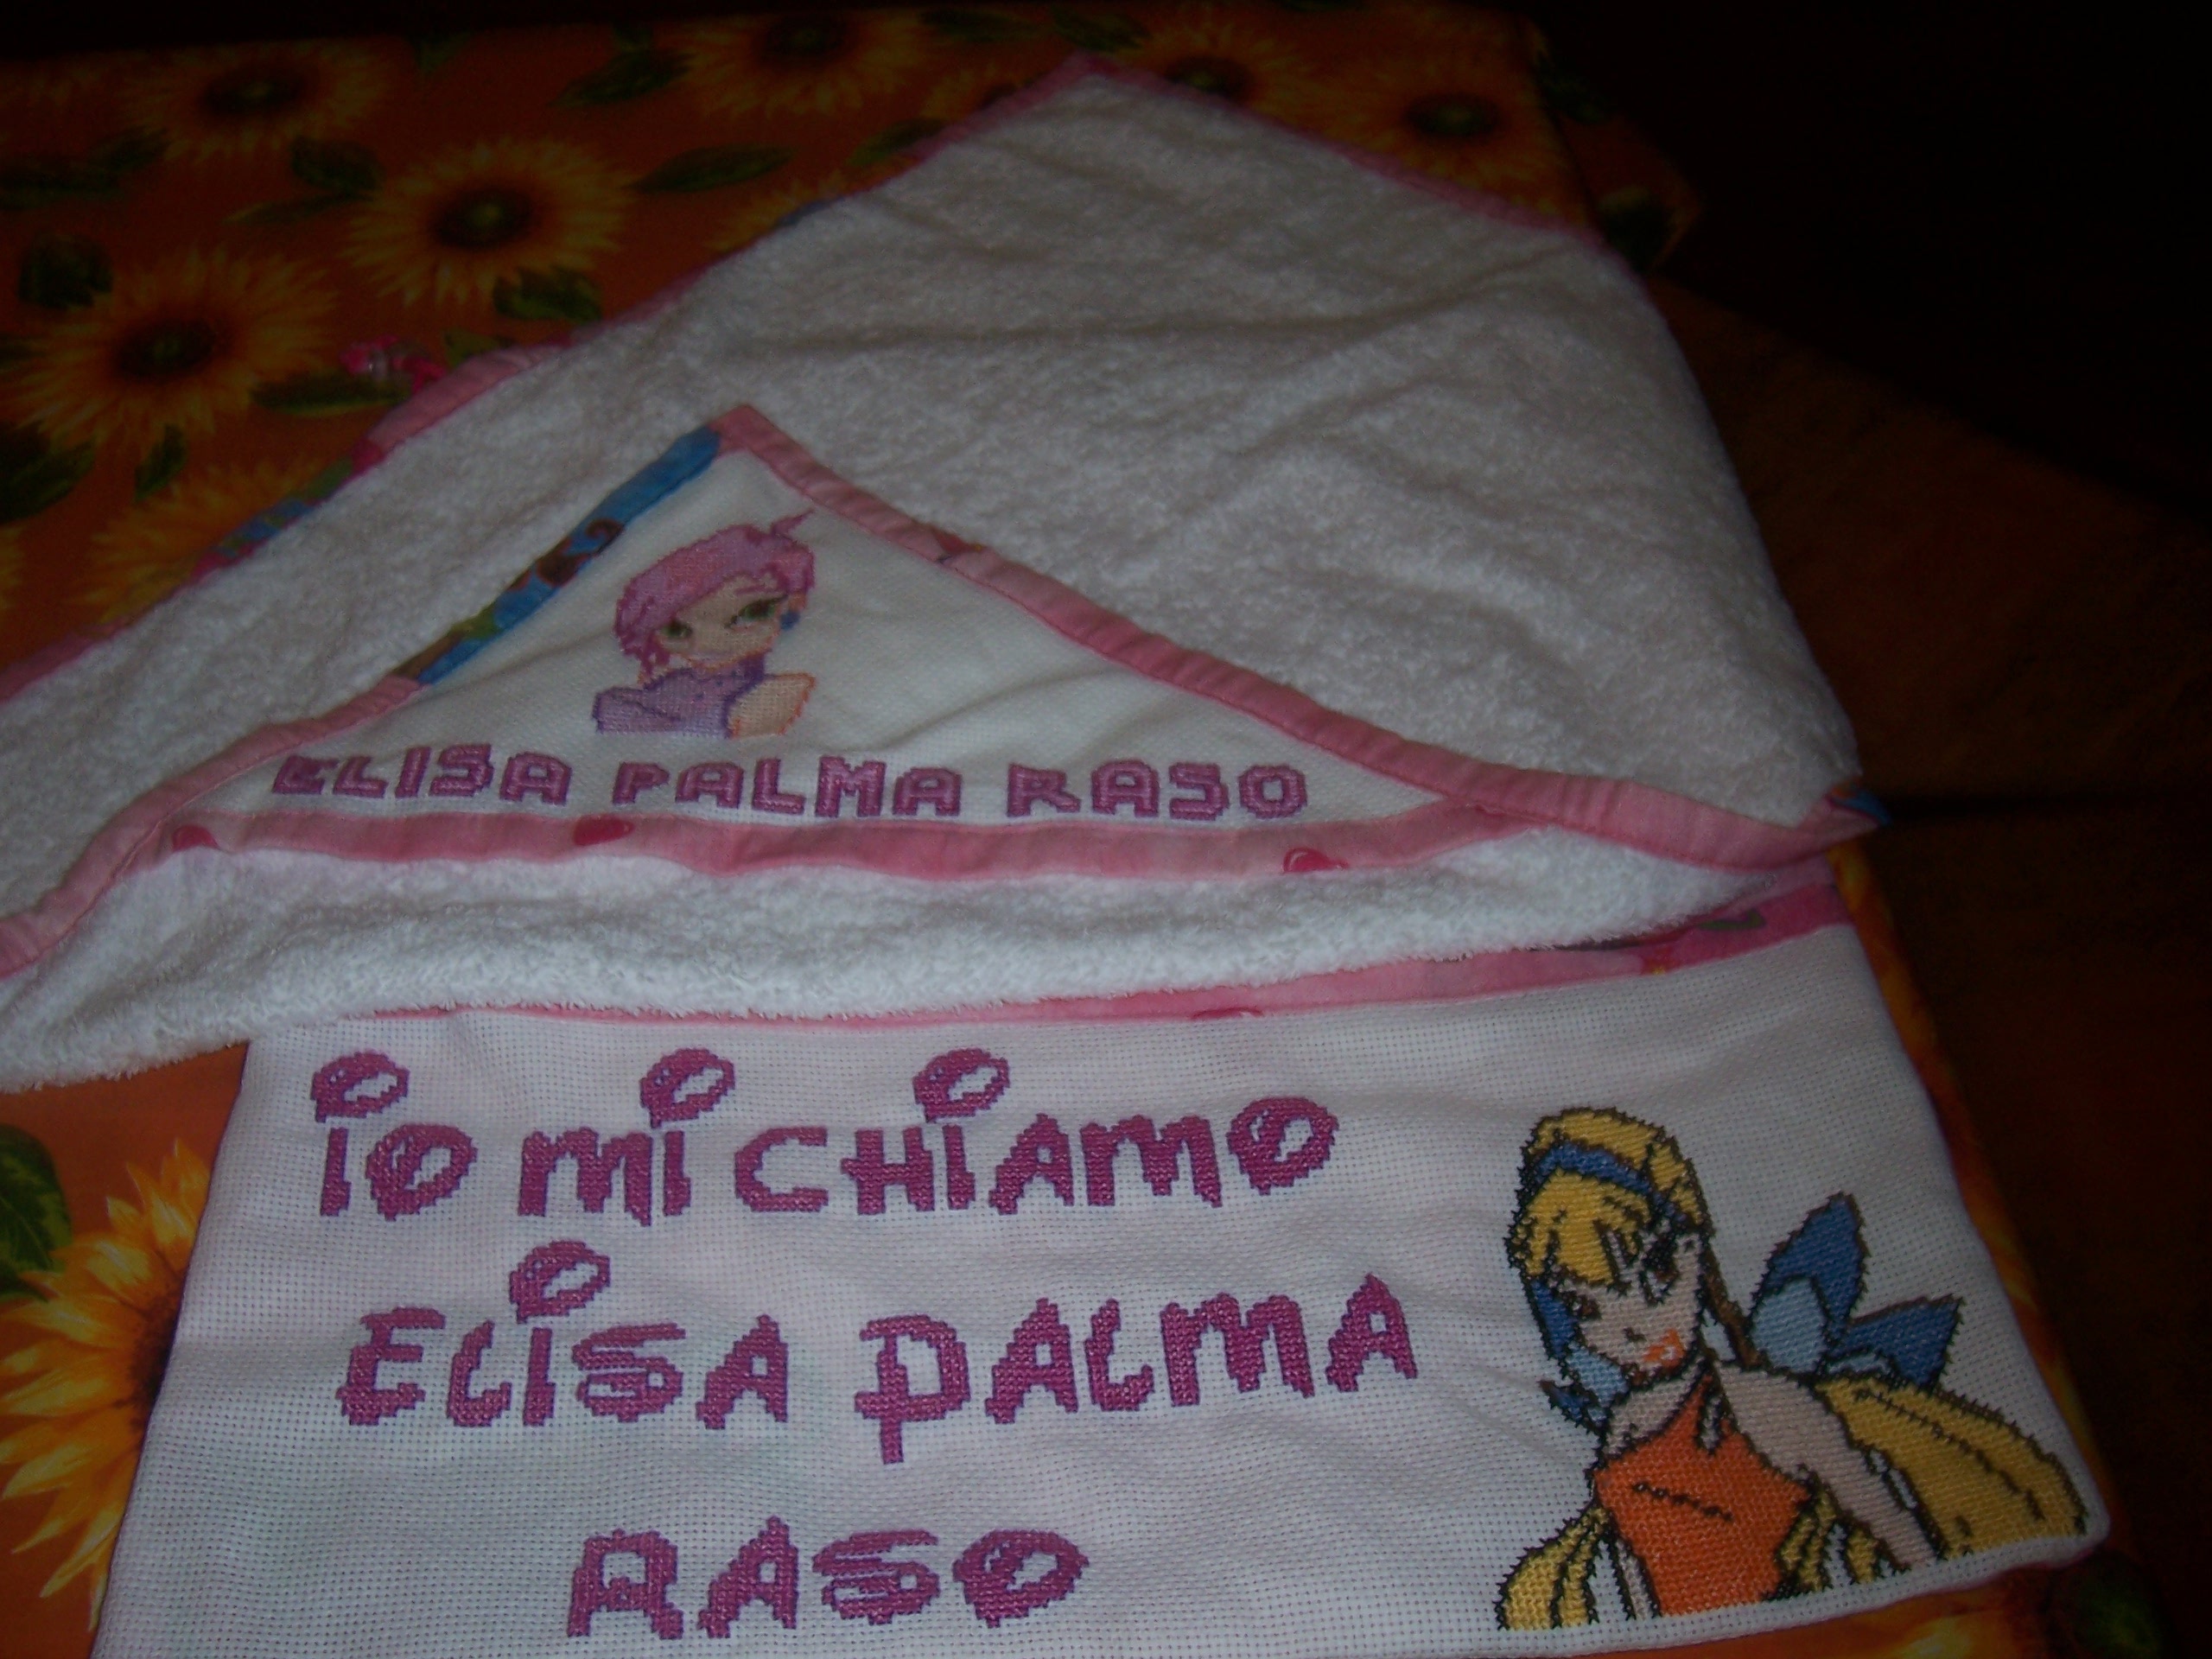 ELISA PALMA RASO
io mi chiamo
ELiSA PALMA
RASO